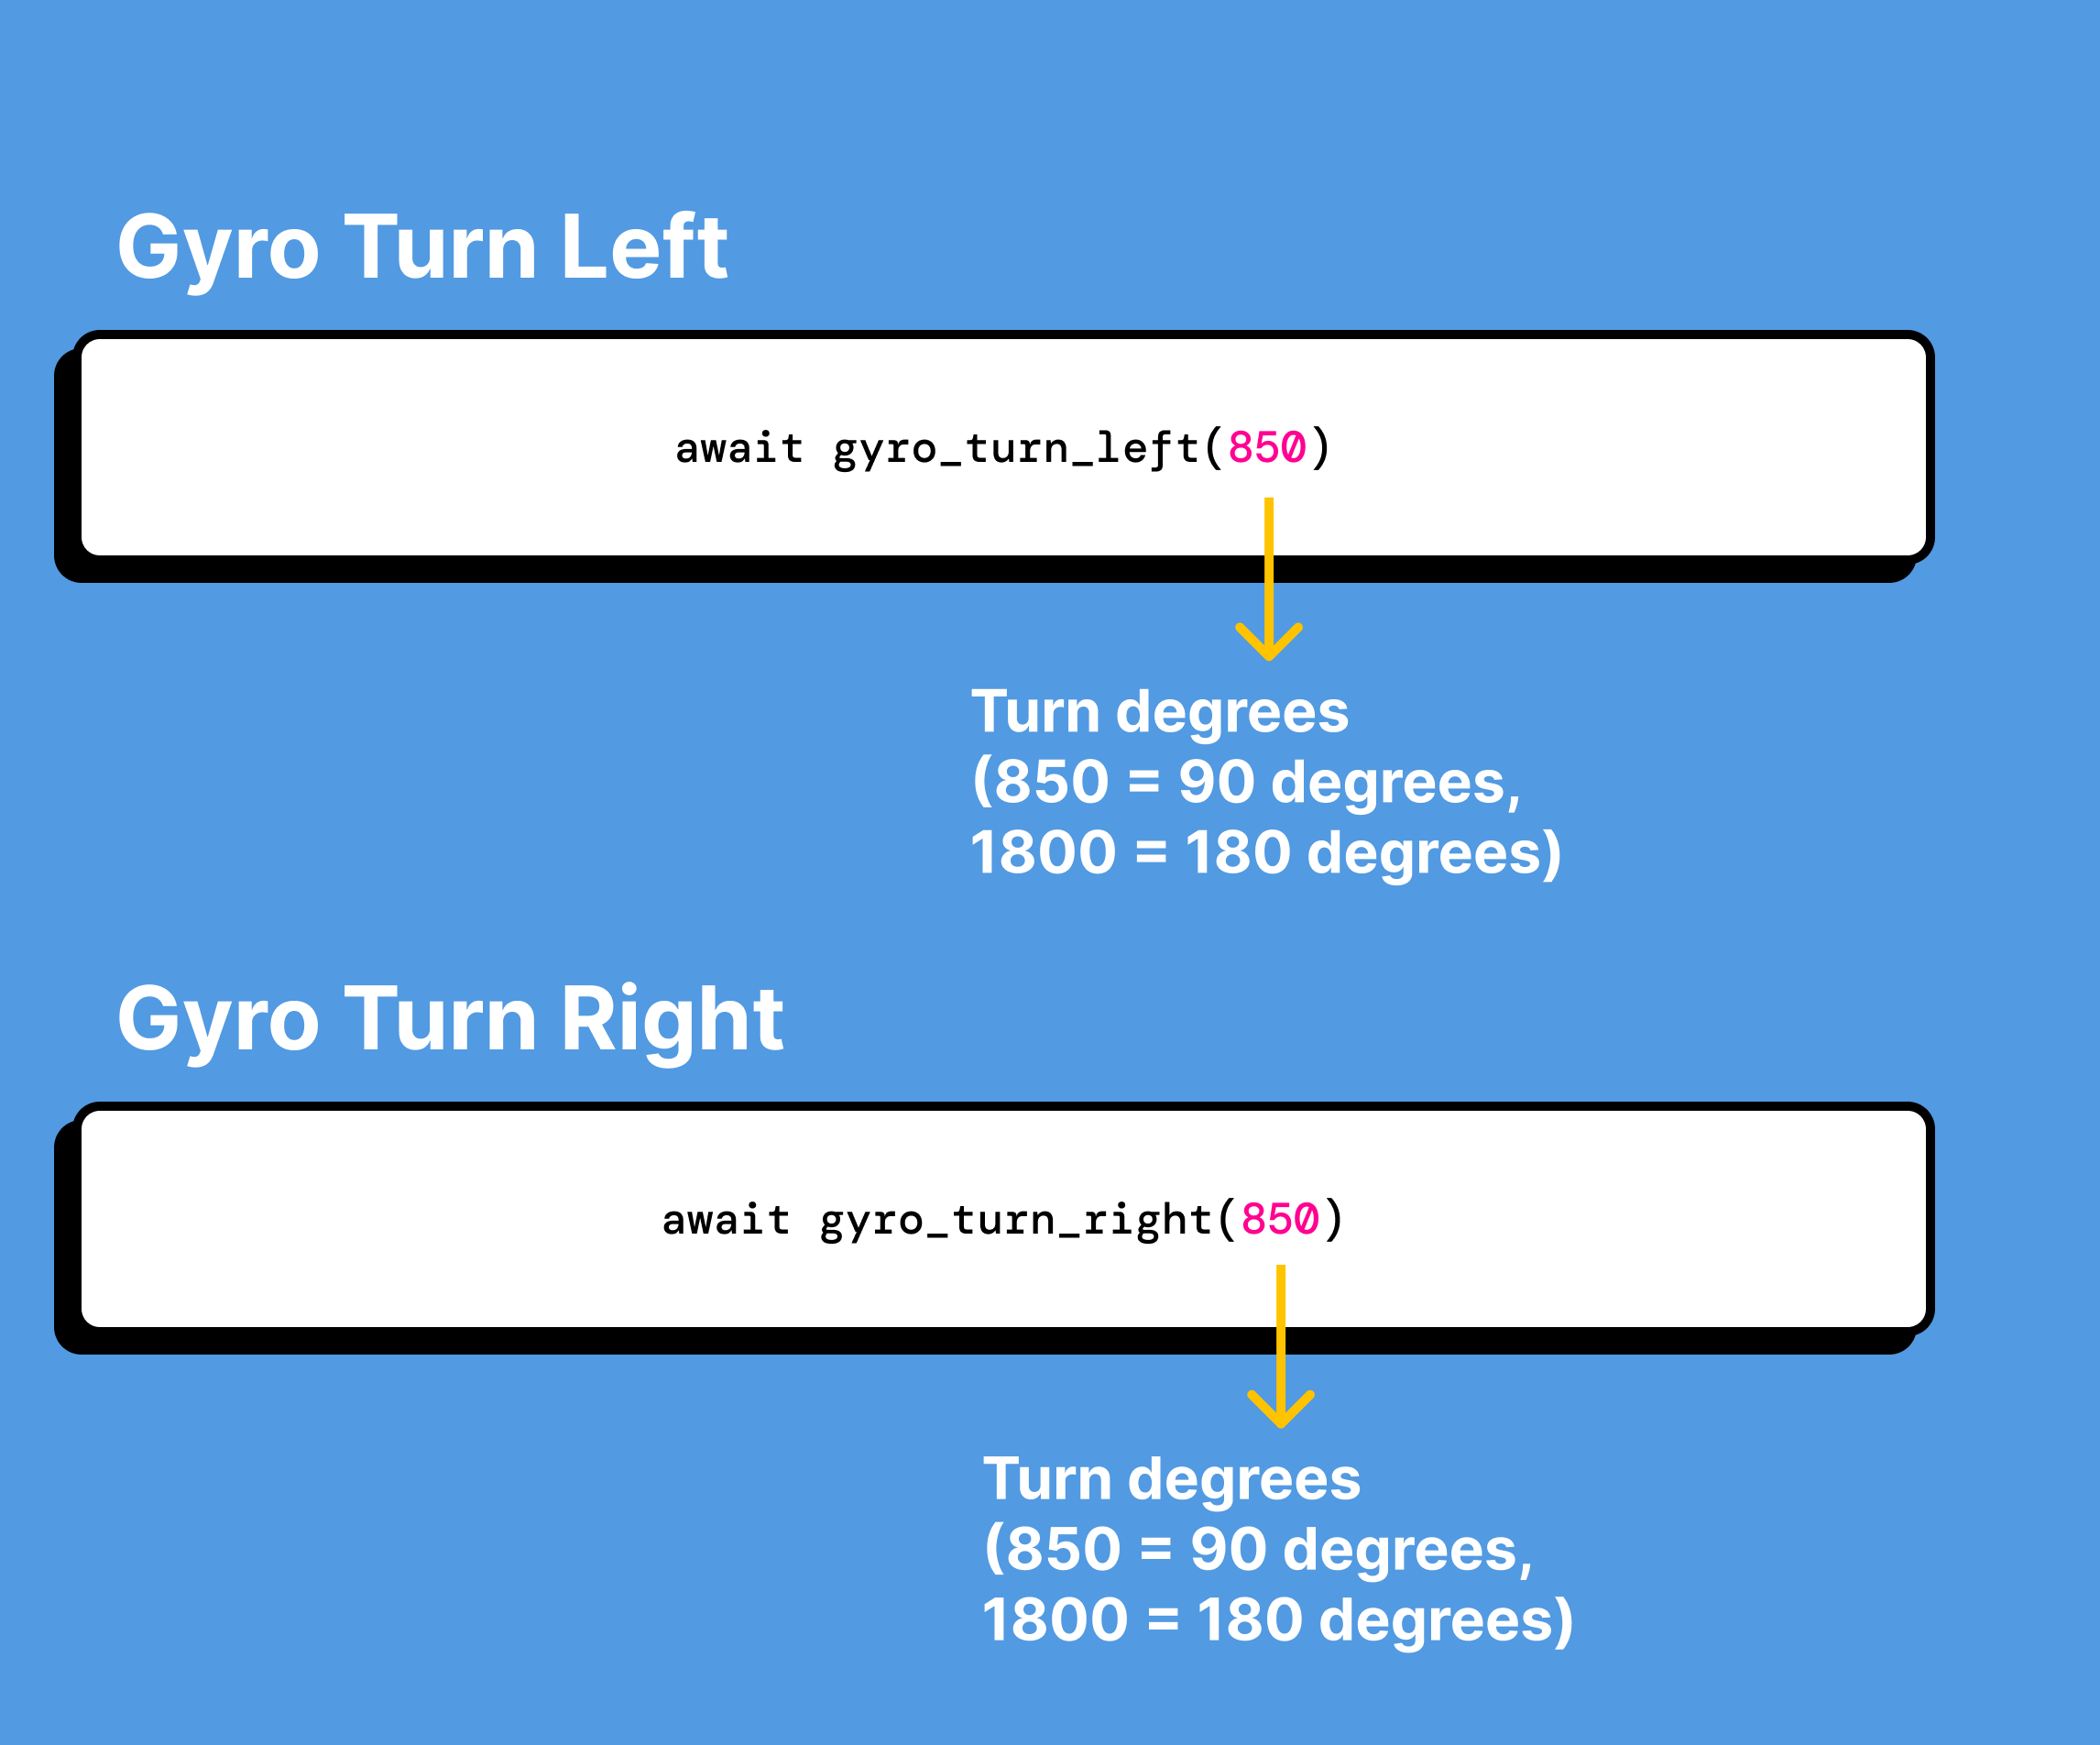 Gyro Turn Left
await gyro_turn_left(850)
Turn degrees
(850 = 90 degrees,
1800 = 180 degrees)
Gyro Turn Right
await gyro_turn_right(850)
Turn degrees
(850 = 90 degrees,
1800 = 180 degrees)